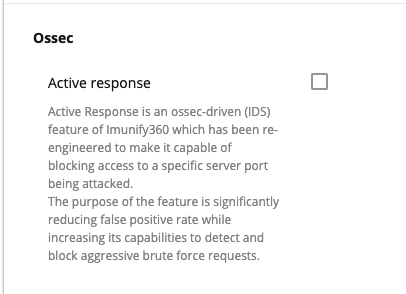 Ossec
Active response
Active Response is an ossec-driven (IDS)
feature of Imunify360 which has been re-
engineered to make it capable of
blocking access to a specific server port
being attacked.
The purpose of the feature is significantly
reducing false positive rate while
increasing its capabilities to detect and
block aggressive brute force requests.